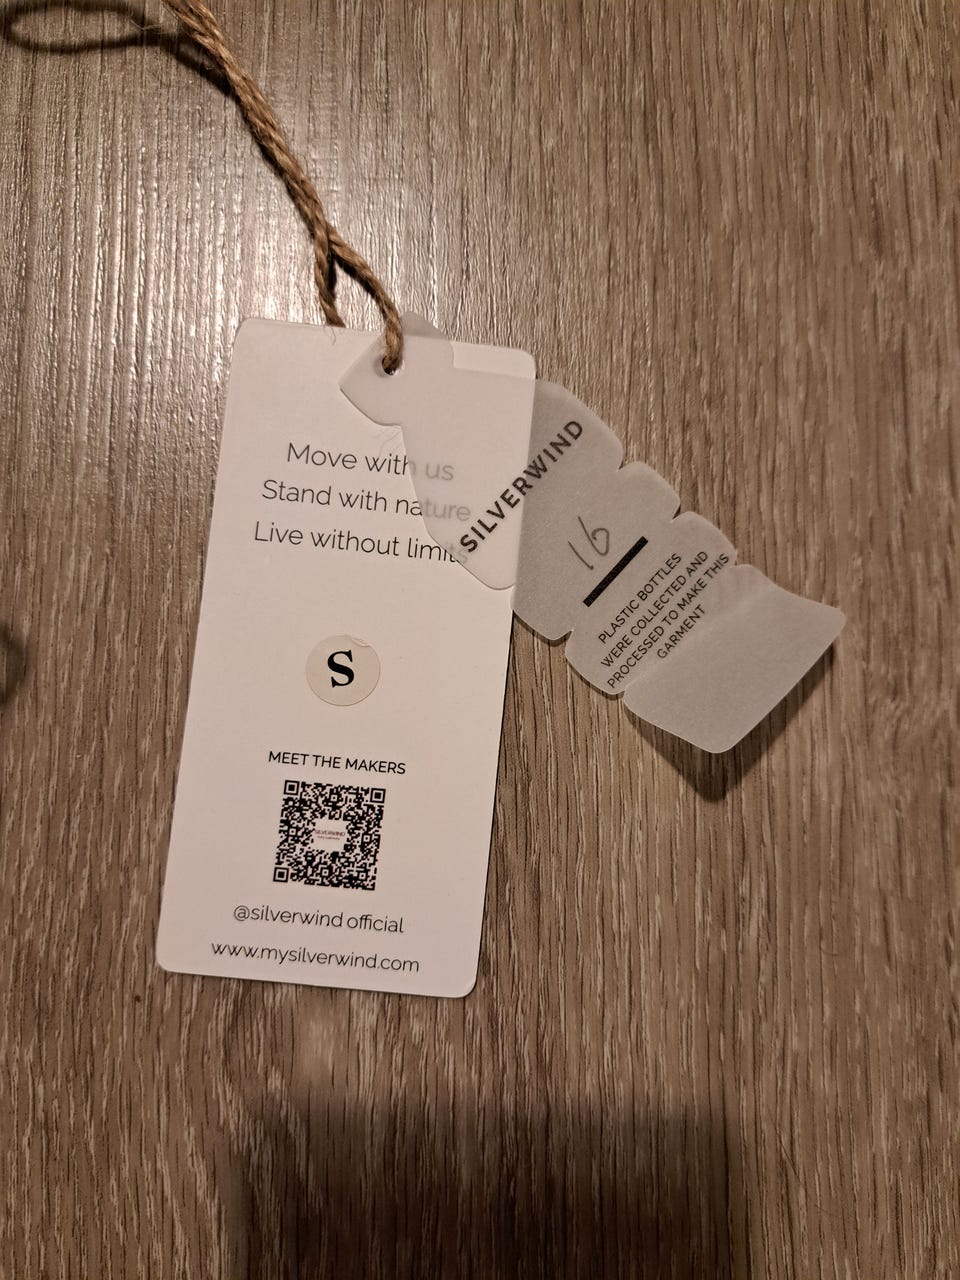 Move with us
Stand with nature
Live without limits
S
MEET THE MAKERS
SILVERWIND
@silverwind official
www.mysilverwind.com
SILVERWIND
16
PLASTIC BOTTLES
WERE COLLECTED AND
PROCESSED TO MAKE THIS
GARMENT